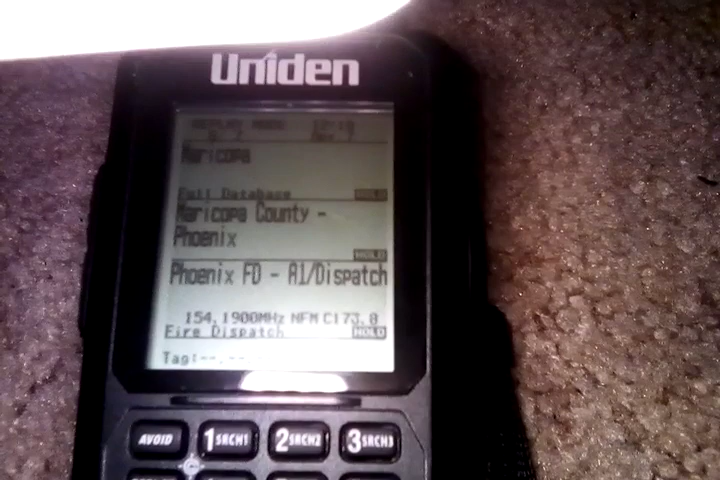 Uniden
Maricopa
Full Database HOLD
Maricopa County -
Phoenix
HOLD
Phoenix FD - A1/Dispatch
154.1900MHz NFM C173.8
Fire Dispatch HOLD
Tag:--.--.-
AVOID 1 SRCH1 2 SRCH2 3 SRCH3